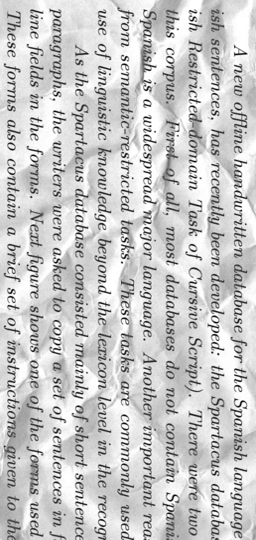 A new offline handwritten database for the Spanish language
ish sentences, has recently been developed: the Spartacus databas
ish Restricted-domain Task of Cursive Script). There were two
this corpus. First of all, most databases do not contain Spani
Spanish is a widespread major language. Another important rea
from semantic-restricted tasks. These tasks are commonly used
use of linguistic knowledge beyond the lexicon level in the recogn
As the Spartacus database consisted mainly of short sentence
paragraphs, the writers were asked to copy a set of sentences in f
line fields in the forms. Next figure shows one of the forms used
These forms also contain a brief set of instructions given to the